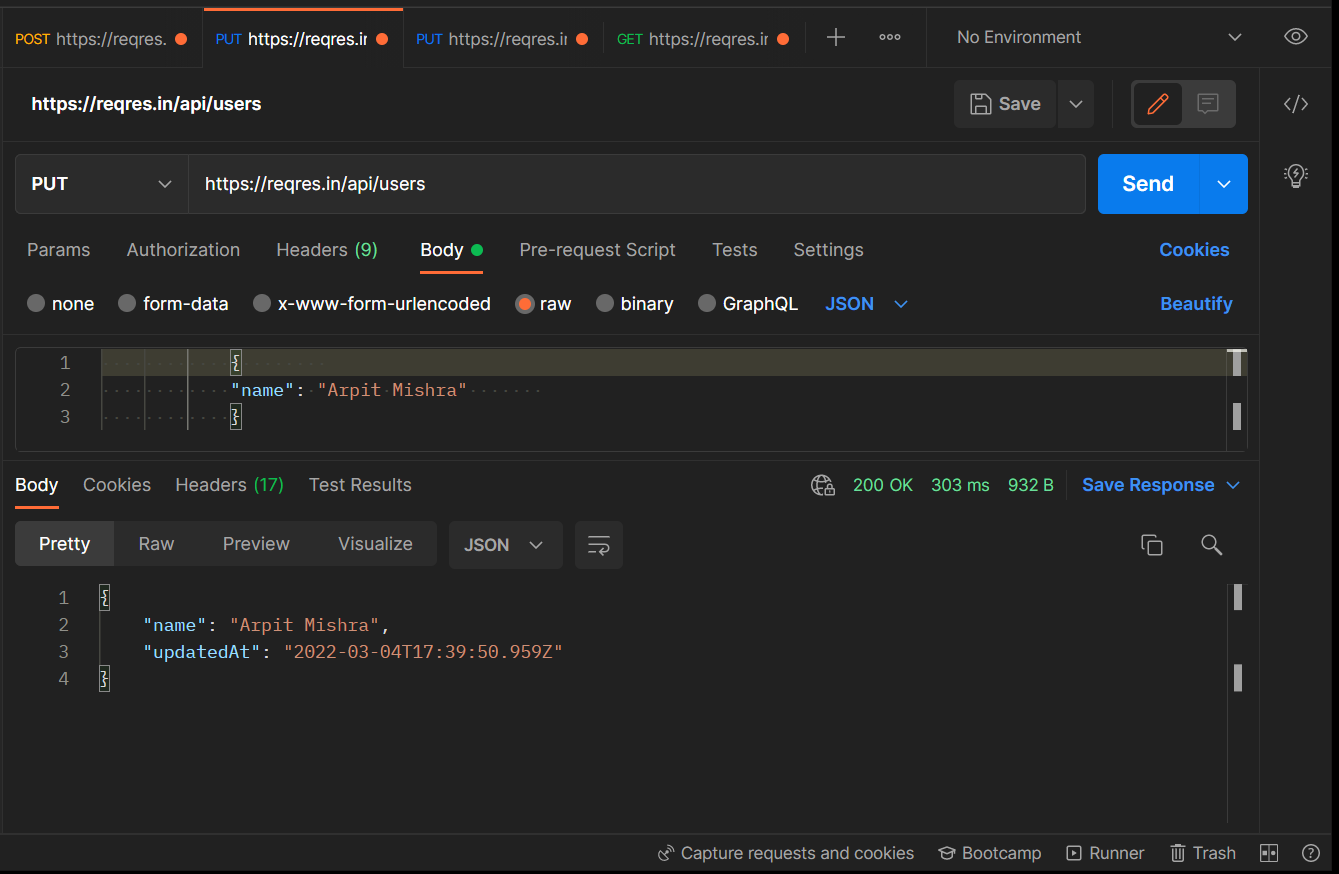 POST https://reqres. PUT https://reqres.in PUT https://reqres.in GET https://reqres.in No Environment
https://reqres.in/api/users Save
PUT https://reqres.in/api/users Send
Params Authorization Headers (9) Body Pre-request Script Tests Settings Cookies
none form-data x-www-form-urlencoded raw binary GraphQL JSON Beautify
1 {
2 "name": "Arpit Mishra"
3 }
Body Cookies Headers (17) Test Results 200 OK 303 ms 932 B Save Response
Pretty Raw Preview Visualize JSON
1 {
2 "name": "Arpit Mishra",
3 "updatedAt": "2022-03-04T17:39:50.959Z"
4 }
Capture requests and cookies Bootcamp Runner Trash